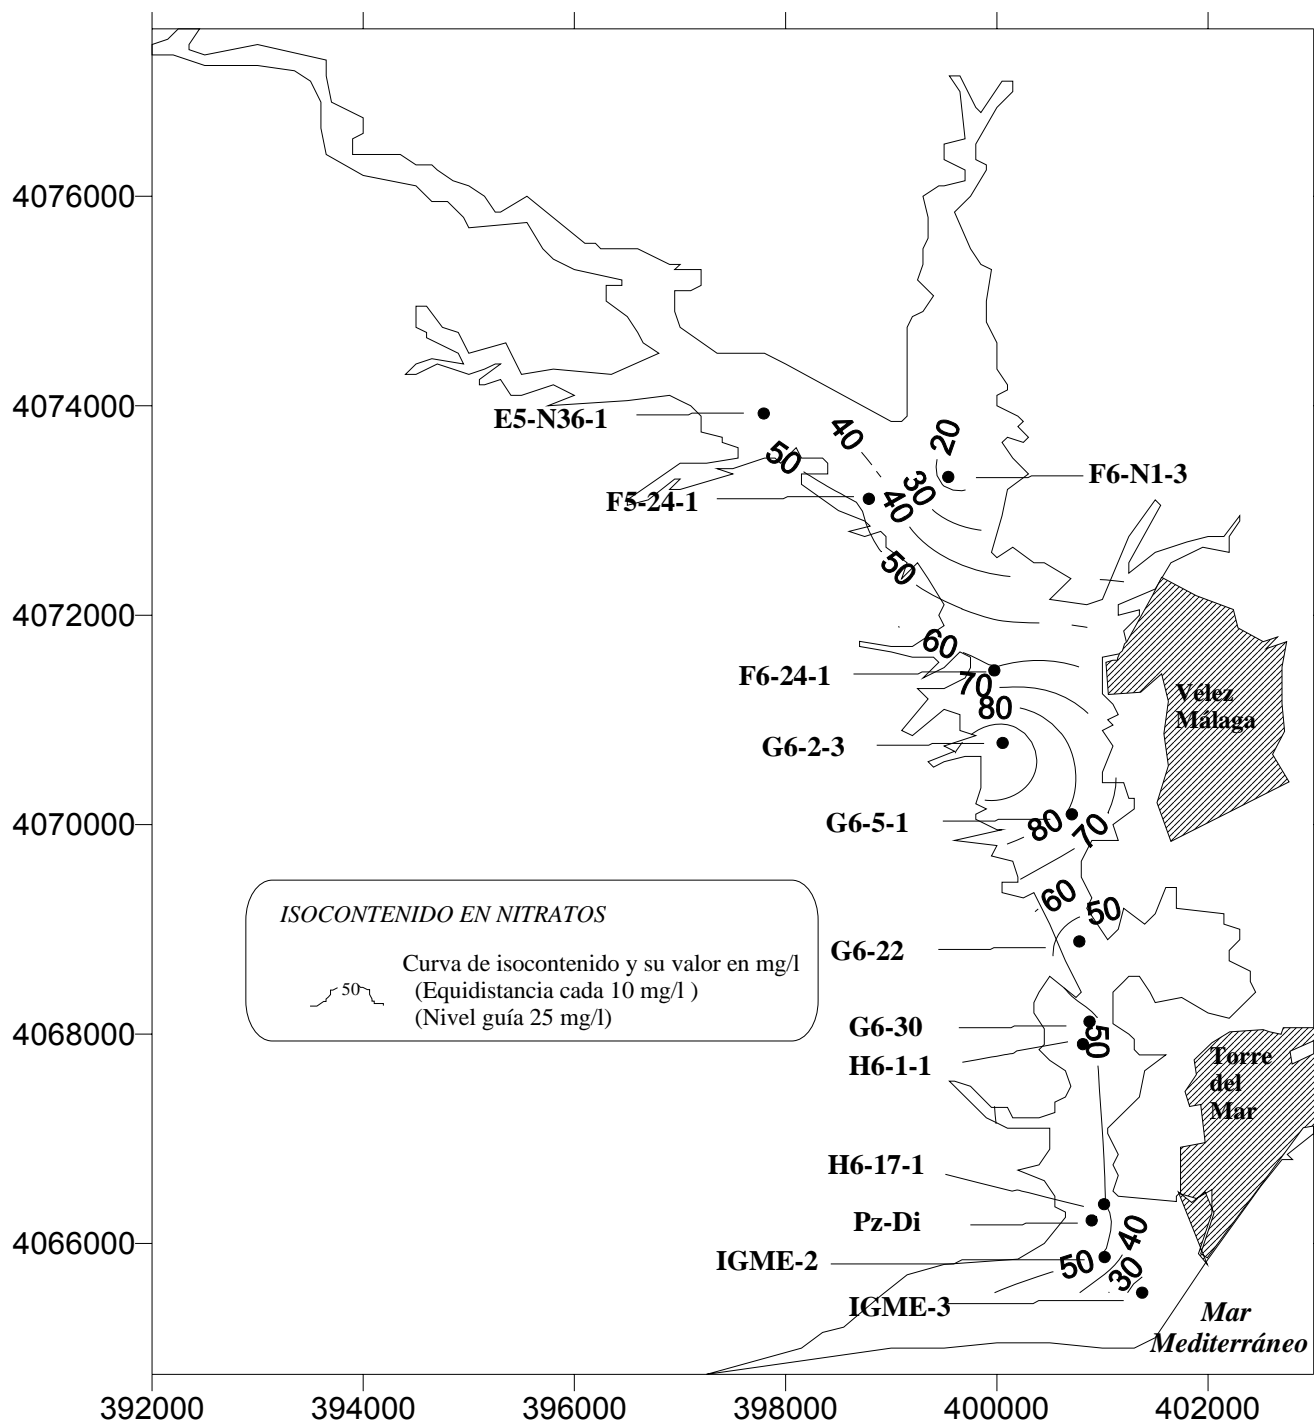 4076000
4074000
E5-N36-1
40
20
50
F6-N1-3
30
F5-24-1
40
50
4072000
60
F6-24-1
70
80
Vélez
Málaga
G6-2-3
4070000
G6-5-1
80
70
60
50
ISOCONTENIDO EN NITRATOS
Curva de isocontenido y su valor en mg/l
50
(Equidistancia cada 10 mg/l )
(Nivel guía 25 mg/l)
G6-22
4068000
G6-30
50
H6-1-1
Torre
del
Mar
H6-17-1
Pz-Di
4066000
40
IGME-2
50
30
IGME-3
Mar
Mediterráneo
392000
394000
396000
398000
400000
402000